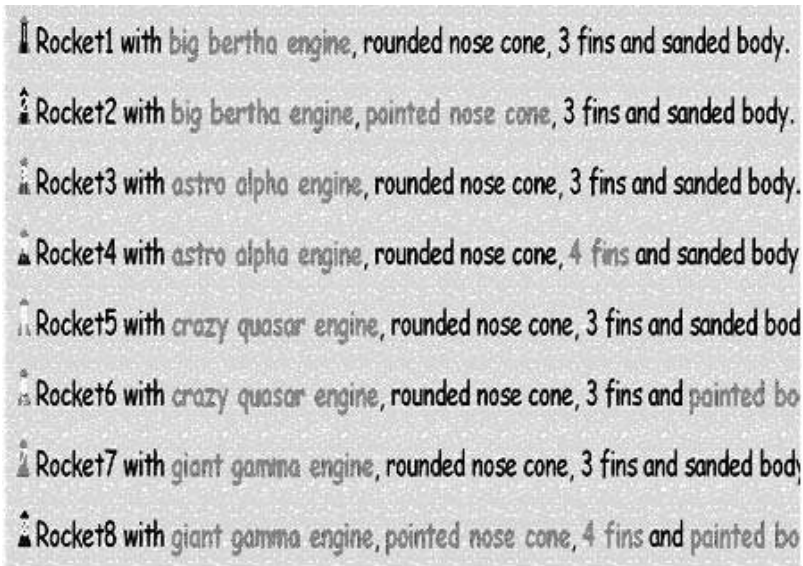 Rocket1 with big bertha engine, rounded nose cone, 3 fins and sanded body.
Rocket2 with big bertha engine, pointed nose cone, 3 fins and sanded body.
Rocket3 with astro alpha engine, rounded nose cone, 3 fins and sanded body.
Rocket4 with astro alpha engine, rounded nose cone, 4 fins and sanded body
Rocket5 with crazy quasar engine, rounded nose cone, 3 fins and sanded bod
Rocket6 with crazy quasar engine, rounded nose cone, 3 fins and painted bo
Rocket7 with giant gamma engine, rounded nose cone, 3 fins and sanded body
Rocket8 with giant gamma engine, pointed nose cone, 4 fins and painted bo